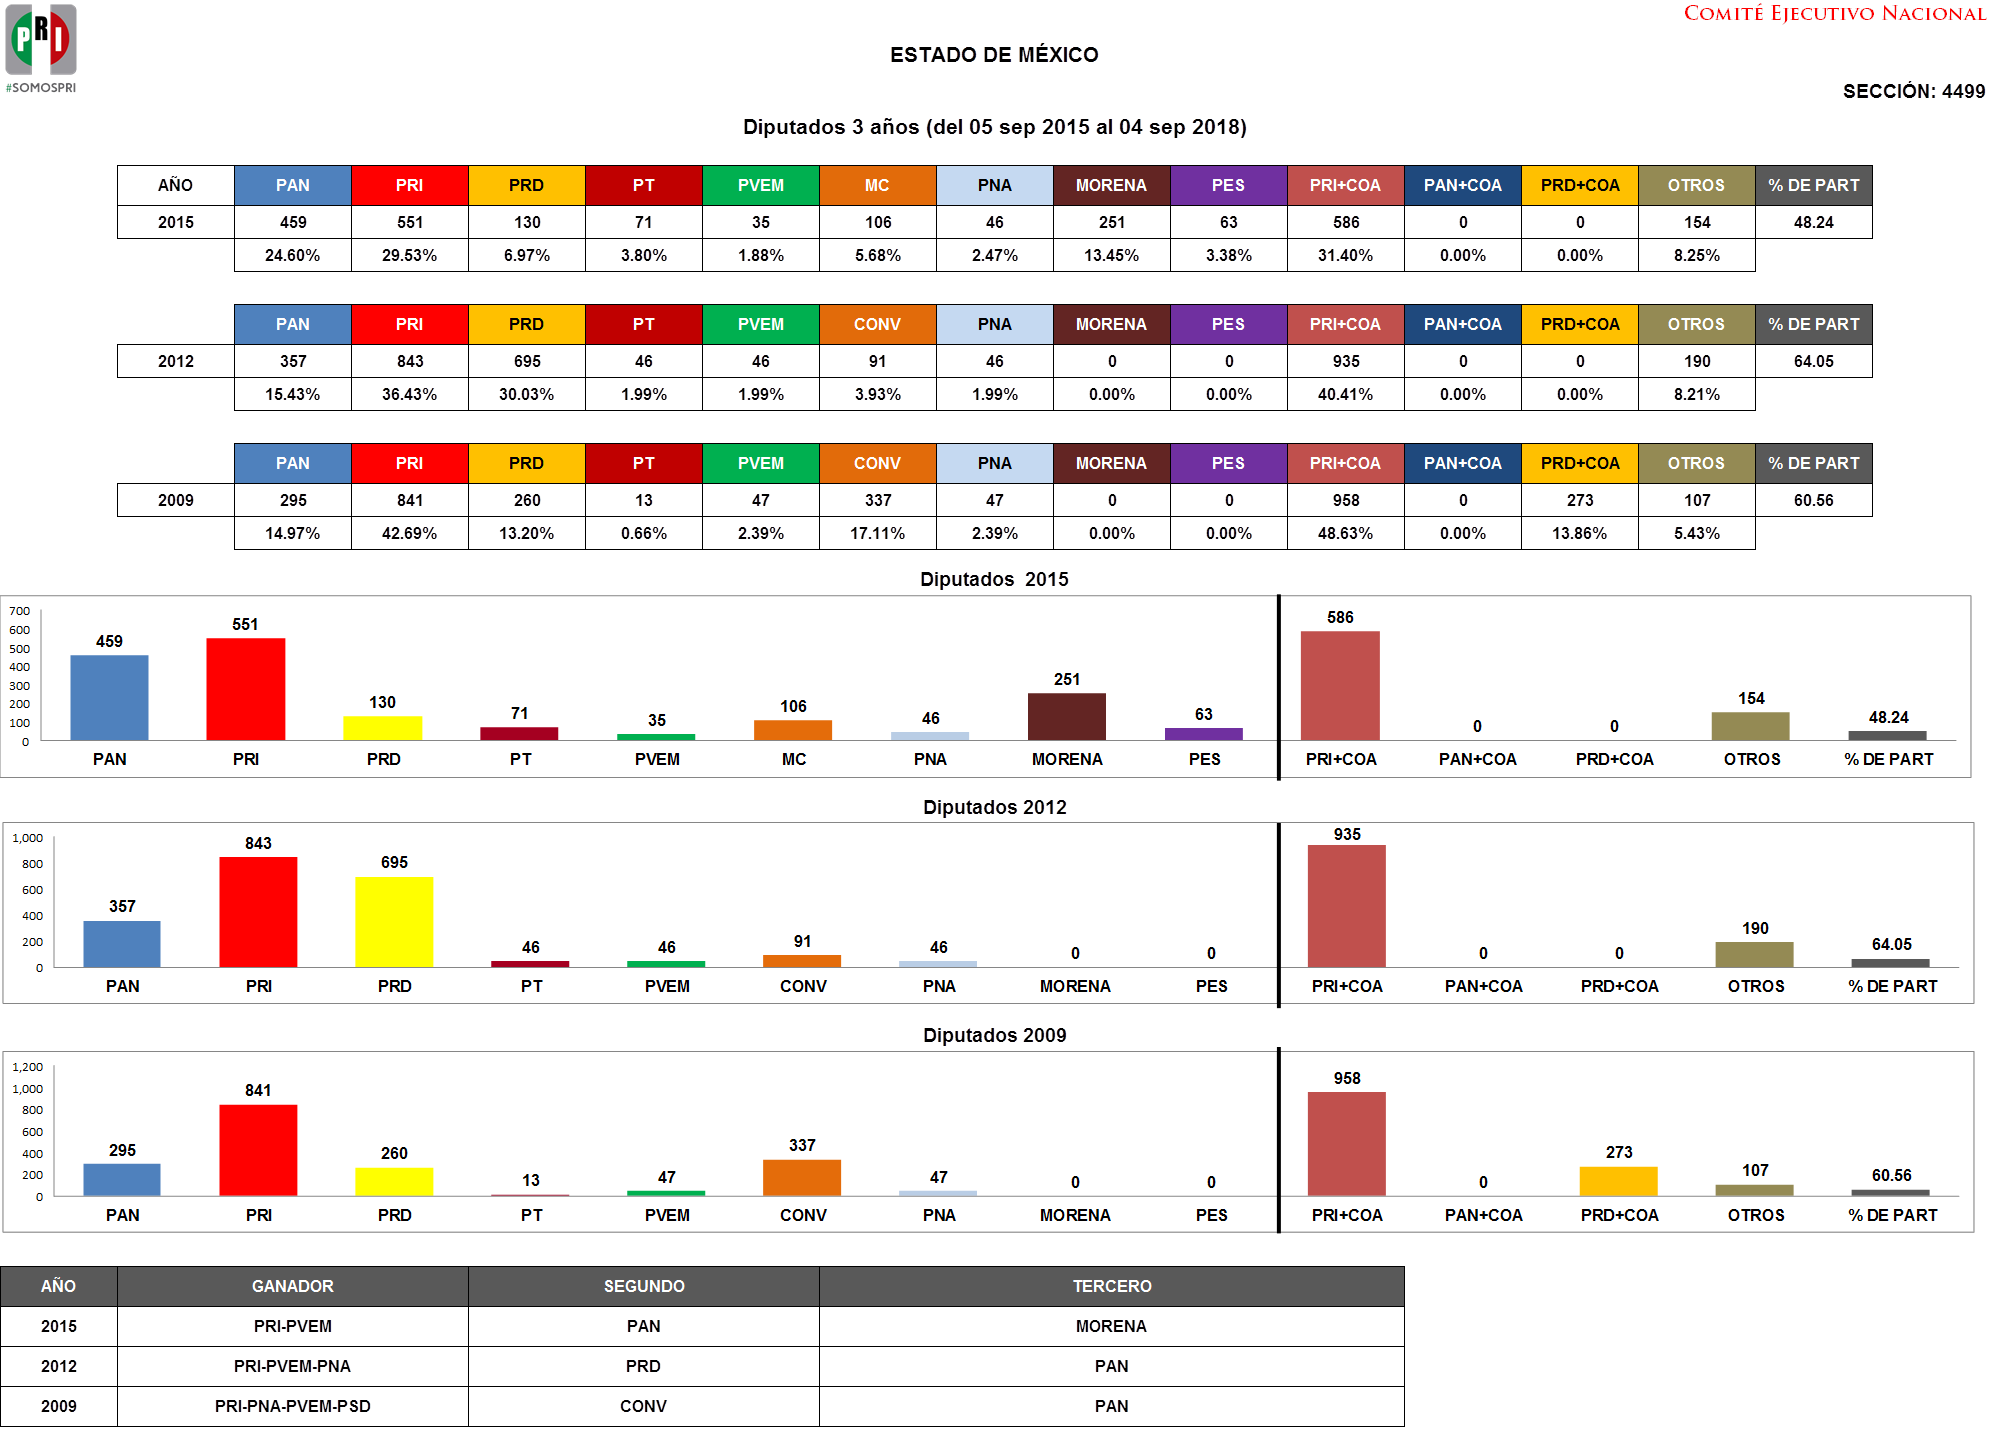 PRI
#SOMOSPRI
COMITÉ EJECUTIVO NACIONAL
ESTADO DE MÉXICO
SECCIÓN: 4499
Diputados 3 años (del 05 sep 2015 al 04 sep 2018)
AÑO PAN PRI PRD PT PVEM MC PNA MORENA PES PRI+COA PAN+COA PRD+COA OTROS % DE PART
2015 459 551 130 71 35 106 46 251 63 586 0 0 154 48.24
24.60% 29.53% 6.97% 3.80% 1.88% 5.68% 2.47% 13.45% 3.38% 31.40% 0.00% 0.00% 8.25%
PAN PRI PRD PT PVEM CONV PNA MORENA PES PRI+COA PAN+COA PRD+COA OTROS % DE PART
2012 357 843 695 46 46 91 46 0 0 935 0 0 190 64.05
15.43% 36.43% 30.03% 1.99% 1.99% 3.93% 1.99% 0.00% 0.00% 40.41% 0.00% 0.00% 8.21%
PAN PRI PRD PT PVEM CONV PNA MORENA PES PRI+COA PAN+COA PRD+COA OTROS % DE PART
2009 295 841 260 13 47 337 47 0 0 958 0 273 107 60.56
14.97% 42.69% 13.20% 0.66% 2.39% 17.11% 2.39% 0.00% 0.00% 48.63% 0.00% 13.86% 5.43%
Diputados 2015
700
600
500
400
300
200
100
0
459 551 130 71 35 106 46 251 63 586 0 0 154 48.24
PAN PRI PRD PT PVEM MC PNA MORENA PES PRI+COA PAN+COA PRD+COA OTROS % DE PART
Diputados 2012
1,000
800
600
400
200
0
357 843 695 46 46 91 46 0 0 935 0 0 190 64.05
PAN PRI PRD PT PVEM CONV PNA MORENA PES PRI+COA PAN+COA PRD+COA OTROS % DE PART
Diputados 2009
1,200
1,000
800
600
400
200
0
295 841 260 13 47 337 47 0 0 958 0 273 107 60.56
PAN PRI PRD PT PVEM CONV PNA MORENA PES PRI+COA PAN+COA PRD+COA OTROS % DE PART
AÑO GANADOR SEGUNDO TERCERO
2015 PRI-PVEM PAN MORENA
2012 PRI-PVEM-PNA PRD PAN
2009 PRI-PNA-PVEM-PSD CONV PAN